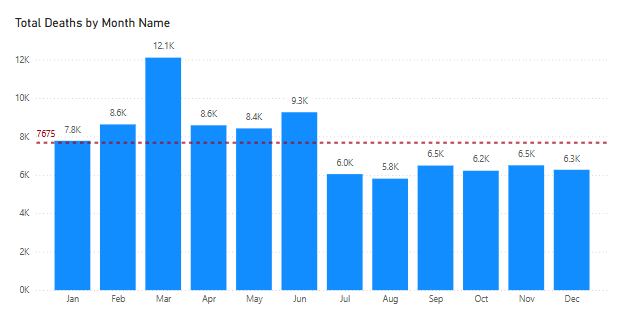 Total Deaths by Month Name
12K
10K
8K
6K
4K
2K
0K
7675
7.8K
8.6K
12.1K
8.6K
8.4K
9.3K
6.0K
5.8K
6.5K
6.2K
6.5K
6.3K
Jan Feb Mar Apr May Jun Jul Aug Sep Oct Nov Dec